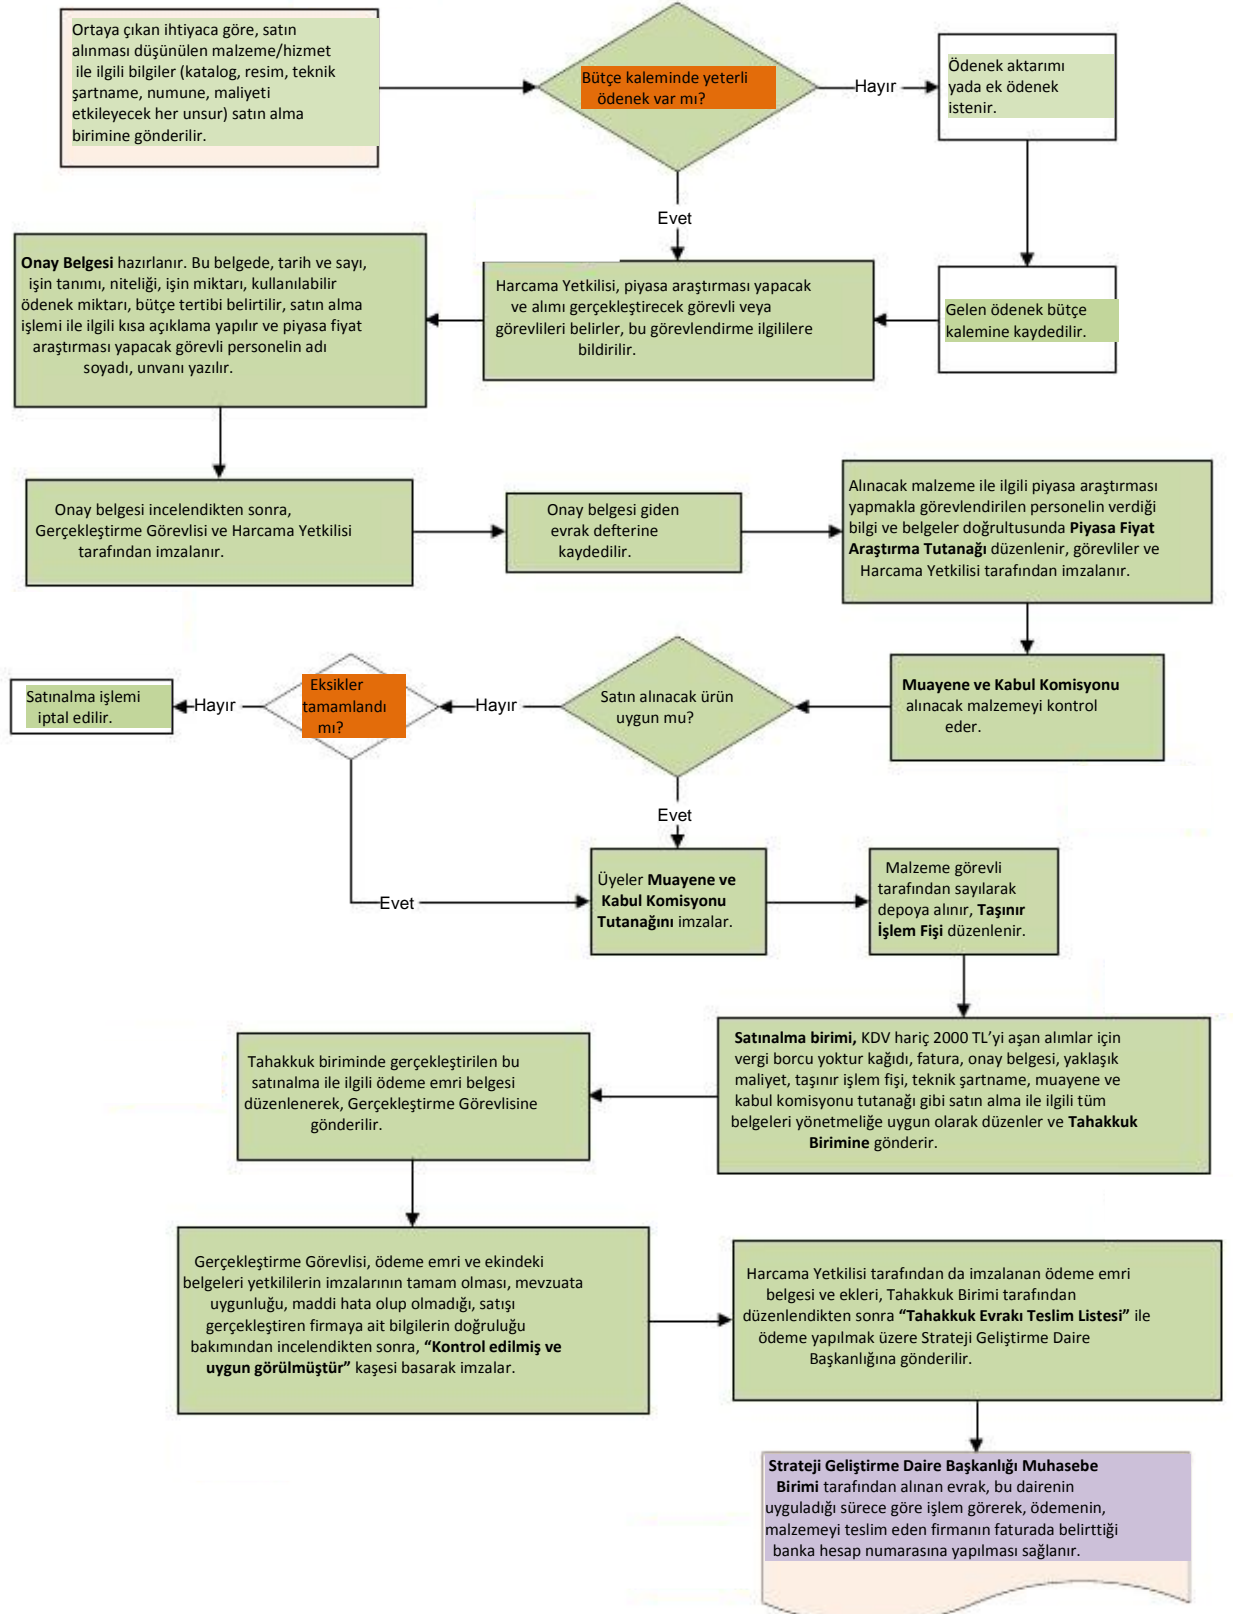 Ortaya çıkan ihtiyaca göre, satın
alınması düşünülen malzeme/hizmet
ile ilgili bilgiler (katalog, resim, teknik
şartname, numune, maliyeti
etkileyecek her unsur) satın alma
birimine gönderilir.
Bütçe kaleminde yeterli
ödenek var mı?
Hayır
Ödenek aktarımı
yada ek ödenek
istenir.
Evet
Gelen ödenek bütçe
kalemine kaydedilir.
Harcama Yetkilisi, piyasa araştırması yapacak
ve alımı gerçekleştirecek görevli veya
görevlileri belirler, bu görevlendirme ilgililere
bildirilir.
Onay Belgesi hazırlanır. Bu belgede, tarih ve sayı,
işin tanımı, niteliği, işin miktarı, kullanılabilir
ödenek miktarı, bütçe tertibi belirtilir, satın alma
işlemi ile ilgili kısa açıklama yapılır ve piyasa fiyat
araştırması yapacak görevli personelin adı
soyadı, unvanı yazılır.
Onay belgesi incelendikten sonra,
Gerçekleştirme Görevlisi ve Harcama Yetkilisi
tarafından imzalanır.
Onay belgesi giden
evrak defterine
kaydedilir.
Alınacak malzeme ile ilgili piyasa araştırması
yapmakla görevlendirilen personelin verdiği
bilgi ve belgeler doğrultusunda Piyasa Fiyat
Araştırma Tutanağı düzenlenir, görevliler ve
Harcama Yetkilisi tarafından imzalanır.
Muayene ve Kabul Komisyonu
alınacak malzemeyi kontrol
eder.
Satın alınacak ürün
uygun mu?
Hayır
Eksikler
tamamlandı
mı?
Hayır
Satınalma işlemi
iptal edilir.
Evet
Evet
Üyeler Muayene ve
Kabul Komisyonu
Tutanağını imzalar.
Malzeme görevli
tarafından sayılarak
depoya alınır, Taşınır
İşlem Fişi düzenlenir.
Satınalma birimi, KDV hariç 2000 TL’yi aşan alımlar için
vergi borcu yoktur kağıdı, fatura, onay belgesi, yaklaşık
maliyet, taşınır işlem fişi, teknik şartname, muayene ve
kabul komisyonu tutanağı gibi satın alma ile ilgili tüm
belgeleri yönetmeliğe uygun olarak düzenler ve Tahakkuk
Birimine gönderir.
Tahakkuk biriminde gerçekleştirilen bu
satınalma ile ilgili ödeme emri belgesi
düzenlenerek, Gerçekleştirme Görevlisine
gönderilir.
Gerçekleştirme Görevlisi, ödeme emri ve ekindeki
belgeleri yetkililerin imzalarının tamam olması, mevzuata
uygunluğu, maddi hata olup olmadığı, satışı
gerçekleştiren firmaya ait bilgilerin doğruluğu
bakımından incelendikten sonra, “Kontrol edilmiş ve
uygun görülmüştür” kaşesi basarak imzalar.
Harcama Yetkilisi tarafından da imzalanan ödeme emri
belgesi ve ekleri, Tahakkuk Birimi tarafından
düzenlendikten sonra “Tahakkuk Evrakı Teslim Listesi” ile
ödeme yapılmak üzere Strateji Geliştirme Daire
Başkanlığına gönderilir.
Strateji Geliştirme Daire Başkanlığı Muhasebe
Birimi tarafından alınan evrak, bu dairenin
uyguladığı sürece göre işlem görerek, ödemenin,
malzemeyi teslim eden firmanın faturada belirttiği
banka hesap numarasına yapılması sağlanır.